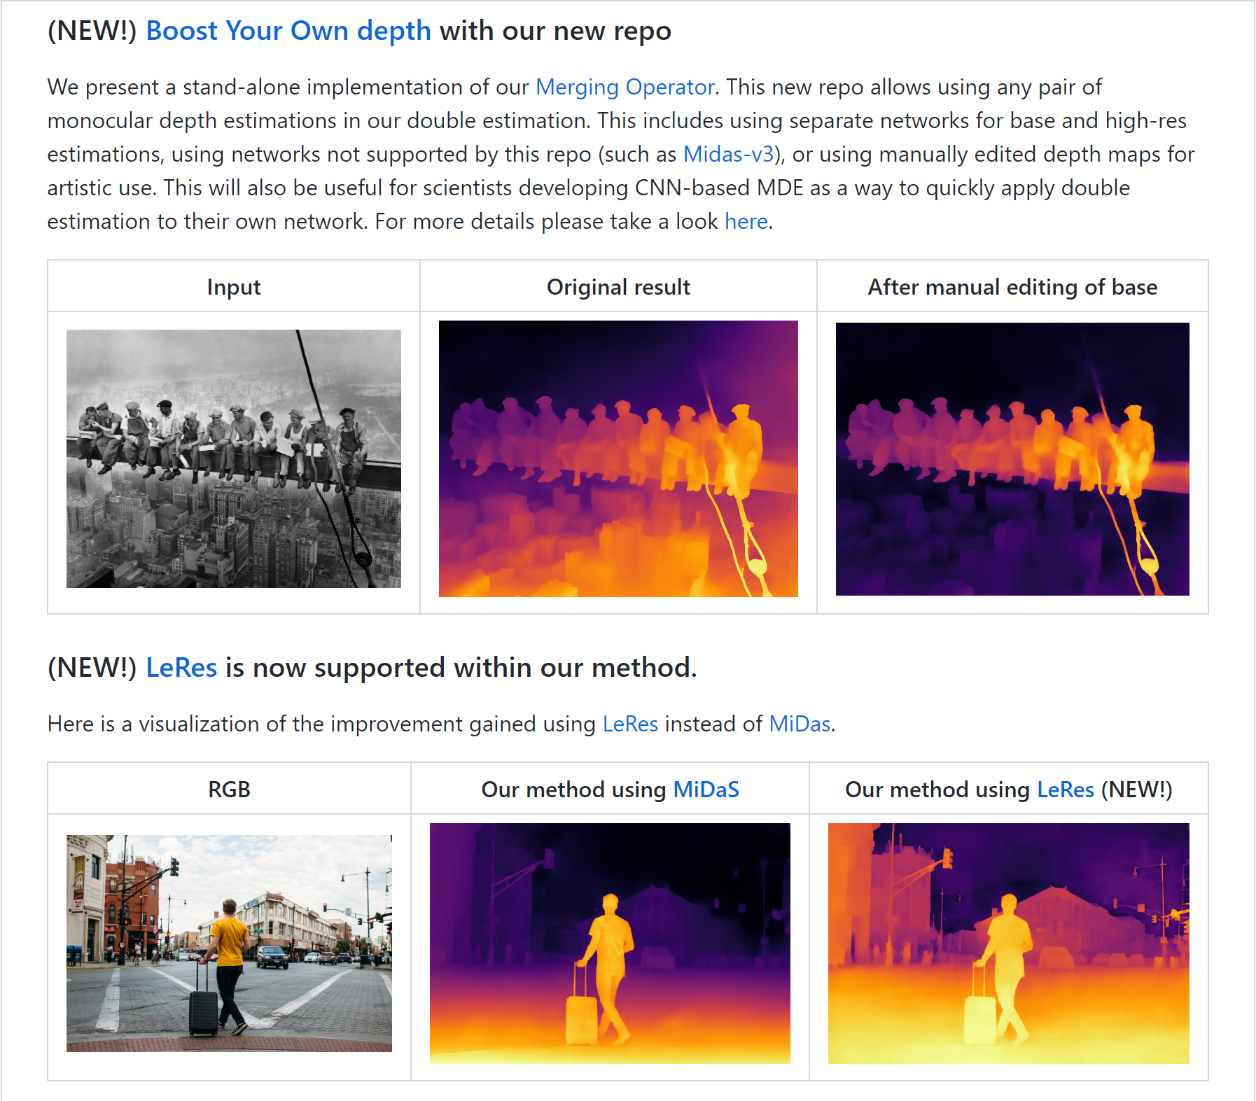 (NEW!) Boost Your Own depth with our new repo
We present a stand-alone implementation of our Merging Operator. This new repo allows using any pair of
monocular depth estimations in our double estimation. This includes using separate networks for base and high-res
estimations, using networks not supported by this repo (such as Midas-v3), or using manually edited depth maps for
artistic use. This will also be useful for scientists developing CNN-based MDE as a way to quickly apply double
estimation to their own network. For more details please take a look here.
Input Original result After manual editing of base
(NEW!) LeRes is now supported within our method.
Here is a visualization of the improvement gained using LeRes instead of MiDas.
RGB Our method using MiDaS Our method using LeRes (NEW!)